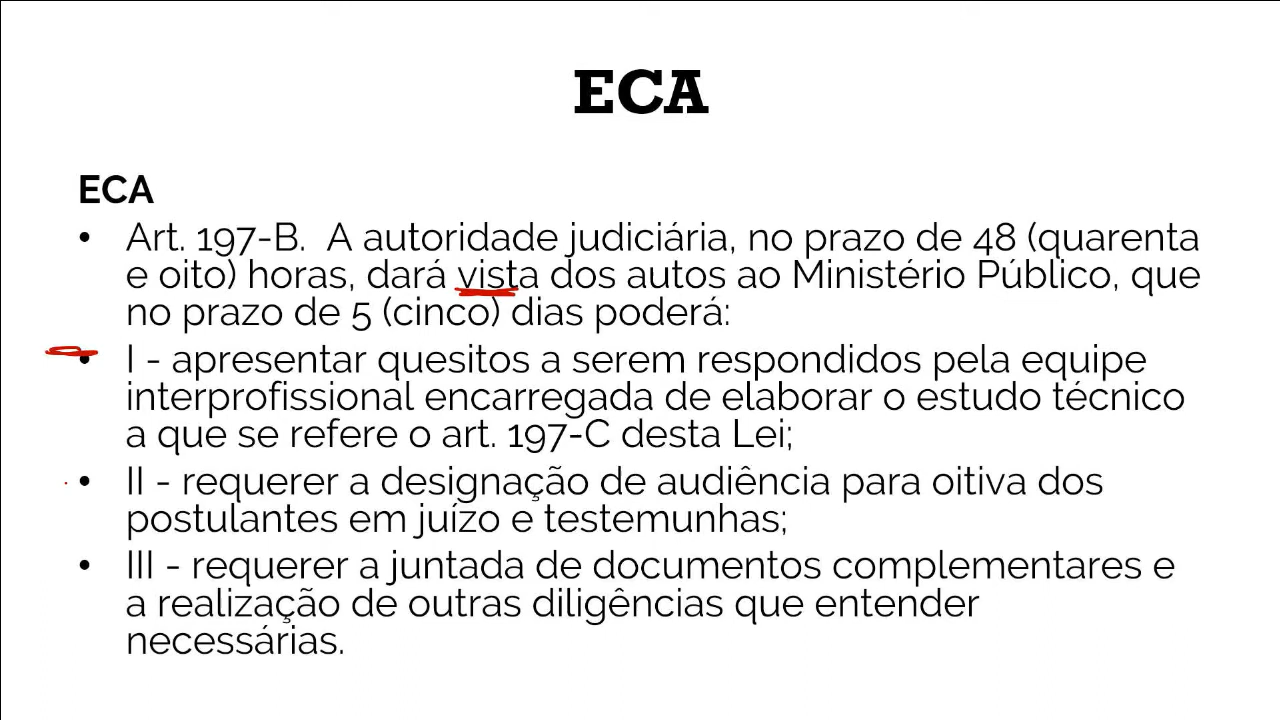 ECA
ECA
• Art. 197-B.  A autoridade judiciária, no prazo de 48 (quarenta
e oito) horas, dará vista dos autos ao Ministério Público, que
no prazo de 5 (cinco) dias poderá:
• I - apresentar quesitos a serem respondidos pela equipe
interprofissional encarregada de elaborar o estudo técnico
a que se refere o art. 197-C desta Lei;
• II - requerer a designação de audiência para oitiva dos
postulantes em juízo e testemunhas;
• III - requerer a juntada de documentos complementares e
a realização de outras diligências que entender
necessárias.